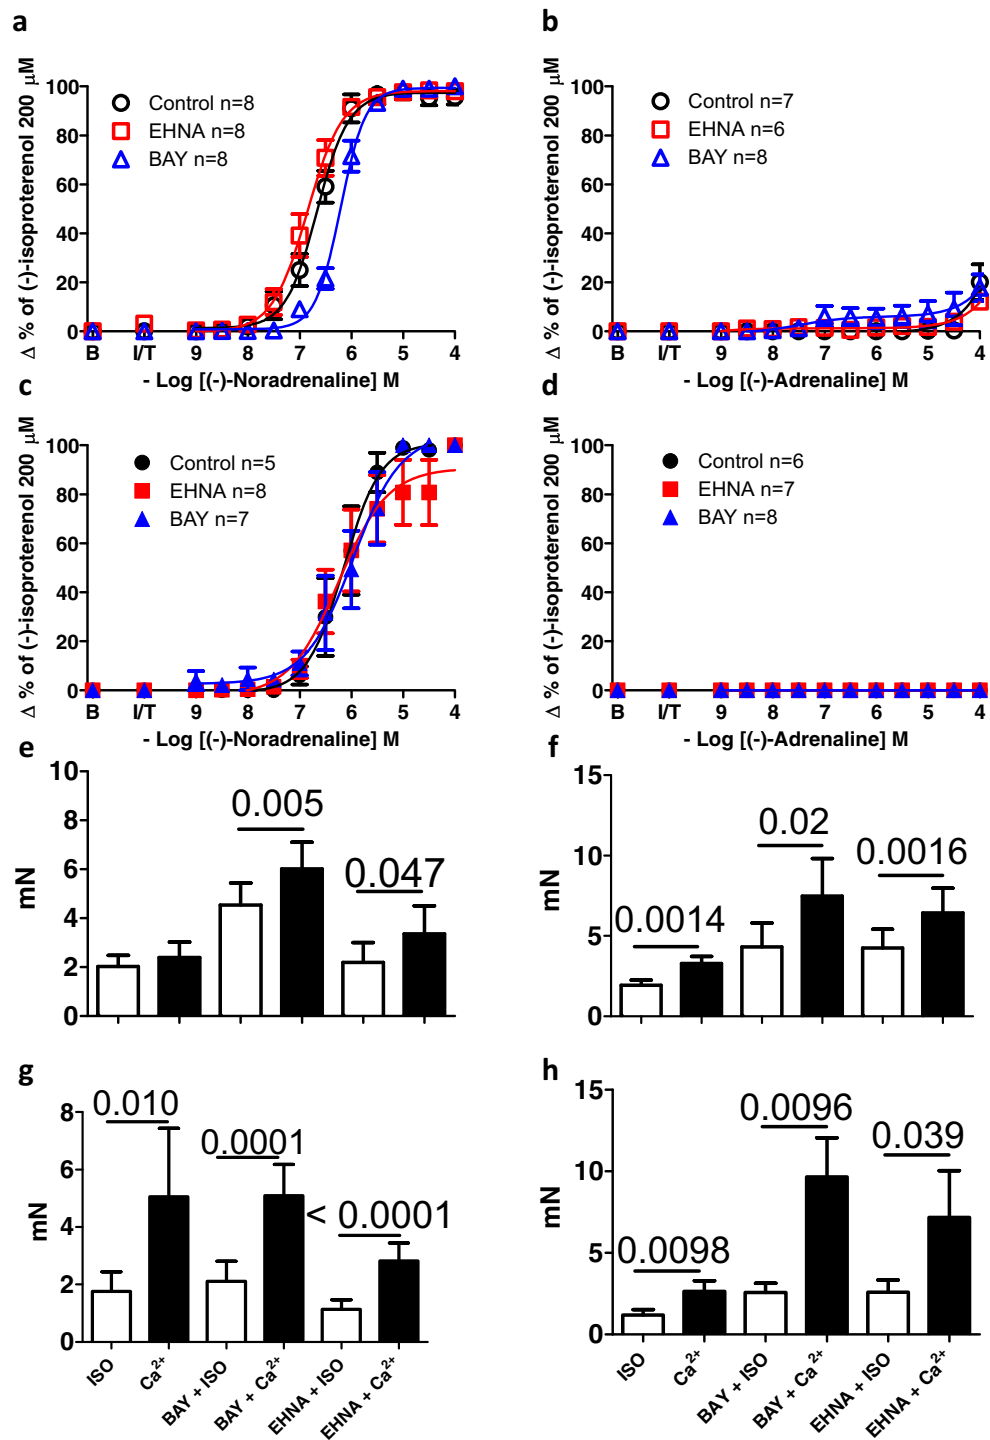 a
Δ % of (-)-isoproterenol 200 μM
100
80
60
40
20
0
Control n=8
EHNA n=8
BAY n=8
B I/T 9 8 7 6 5 4
- Log [(-)-Noradrenaline] M
b
Δ % of (-)-isoproterenol 200 μM
100
80
60
40
20
0
Control n=7
EHNA n=6
BAY n=8
B I/T 9 8 7 6 5 4
- Log [(-)-Adrenaline] M
c
Δ % of (-)-isoproterenol 200 μM
100
80
60
40
20
0
Control n=5
EHNA n=8
BAY n=7
B I/T 9 8 7 6 5 4
- Log [(-)-Noradrenaline] M
d
Δ % of (-)-isoproterenol 200 μM
100
80
60
40
20
0
Control n=6
EHNA n=7
BAY n=8
B I/T 9 8 7 6 5 4
- Log [(-)-Adrenaline] M
e
mN
10
8
6
4
2
0
0.005
0.047
f
mN
15
10
5
0
0.0014
0.02
0.0016
g
mN
8
6
4
2
0
0.010
0.0001
< 0.0001
ISO
Ca²⁺
BAY + ISO
BAY + Ca²⁺
EHNA + ISO
EHNA + Ca²⁺
h
mN
15
10
5
0
0.0098
0.0096
0.039
ISO
Ca²⁺
BAY + ISO
BAY + Ca²⁺
EHNA + ISO
EHNA + Ca²⁺